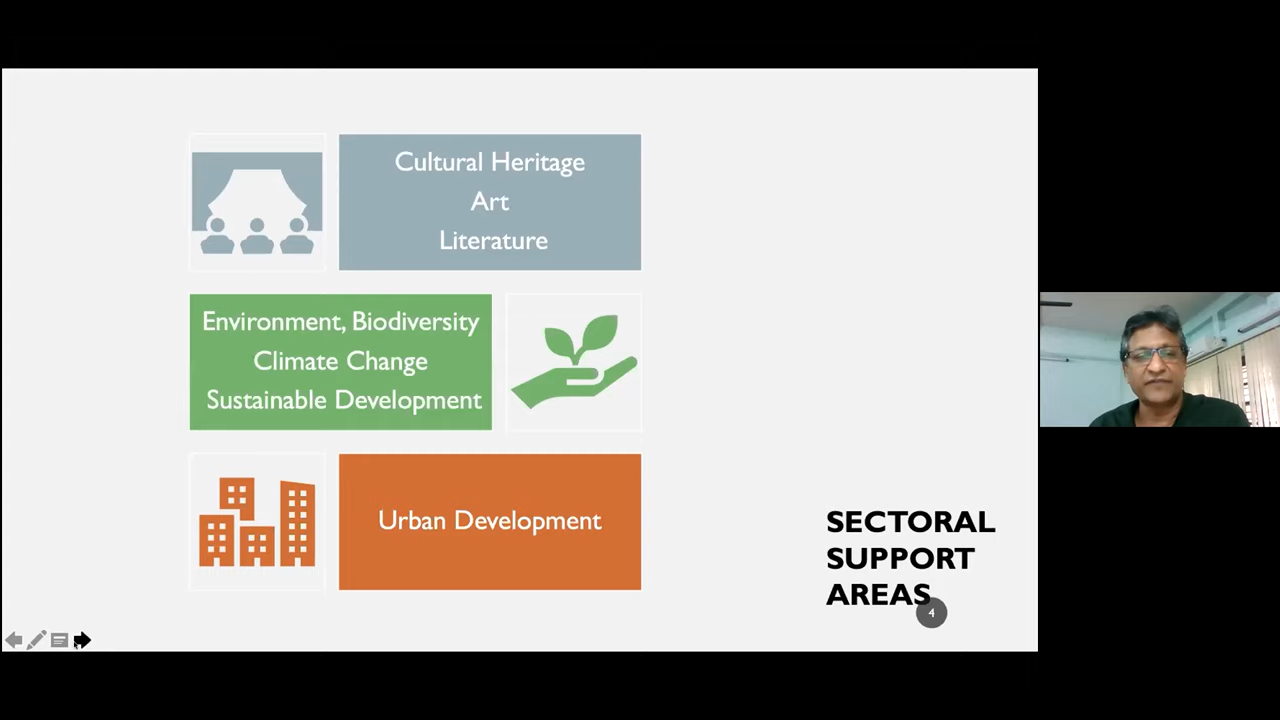 Cultural Heritage
Art
Literature
Environment, Biodiversity
Climate Change
Sustainable Development
Urban Development
SECTORAL
SUPPORT
AREAS
4